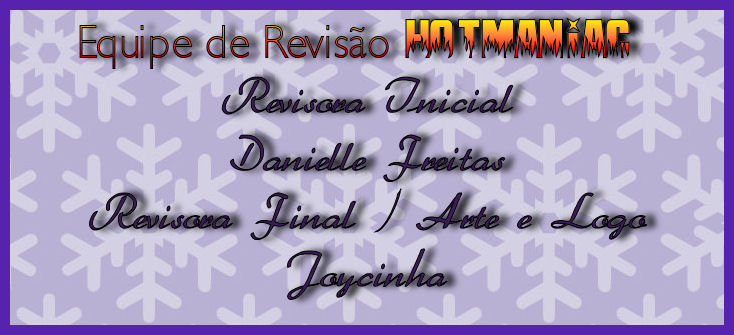 Equipe de Revisão HOTMANIAC
Revisora Inicial
Danielle Freitas
Revisora Final / Arte e Logo
Joycinha